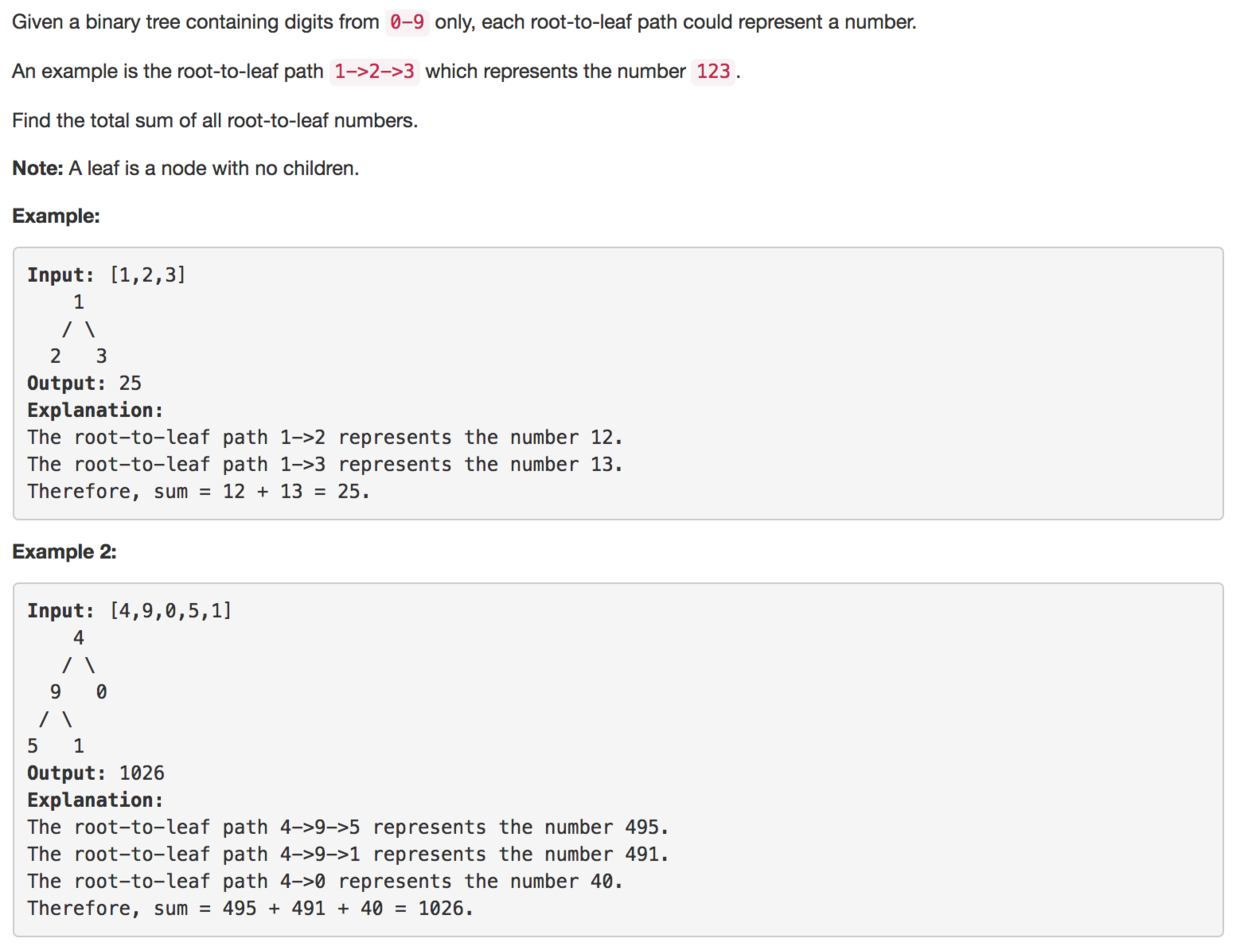 Given a binary tree containing digits from 0-9 only, each root-to-leaf path could represent a number.
An example is the root-to-leaf path 1->2->3 which represents the number 123.
Find the total sum of all root-to-leaf numbers.
Note: A leaf is a node with no children.
Example:
Input: [1,2,3]
    1
   / \
  2   3
Output: 25
Explanation:
The root-to-leaf path 1->2 represents the number 12.
The root-to-leaf path 1->3 represents the number 13.
Therefore, sum = 12 + 13 = 25.
Example 2:
Input: [4,9,0,5,1]
    4
   / \
  9   0
 / \
5   1
Output: 1026
Explanation:
The root-to-leaf path 4->9->5 represents the number 495.
The root-to-leaf path 4->9->1 represents the number 491.
The root-to-leaf path 4->0 represents the number 40.
Therefore, sum = 495 + 491 + 40 = 1026.